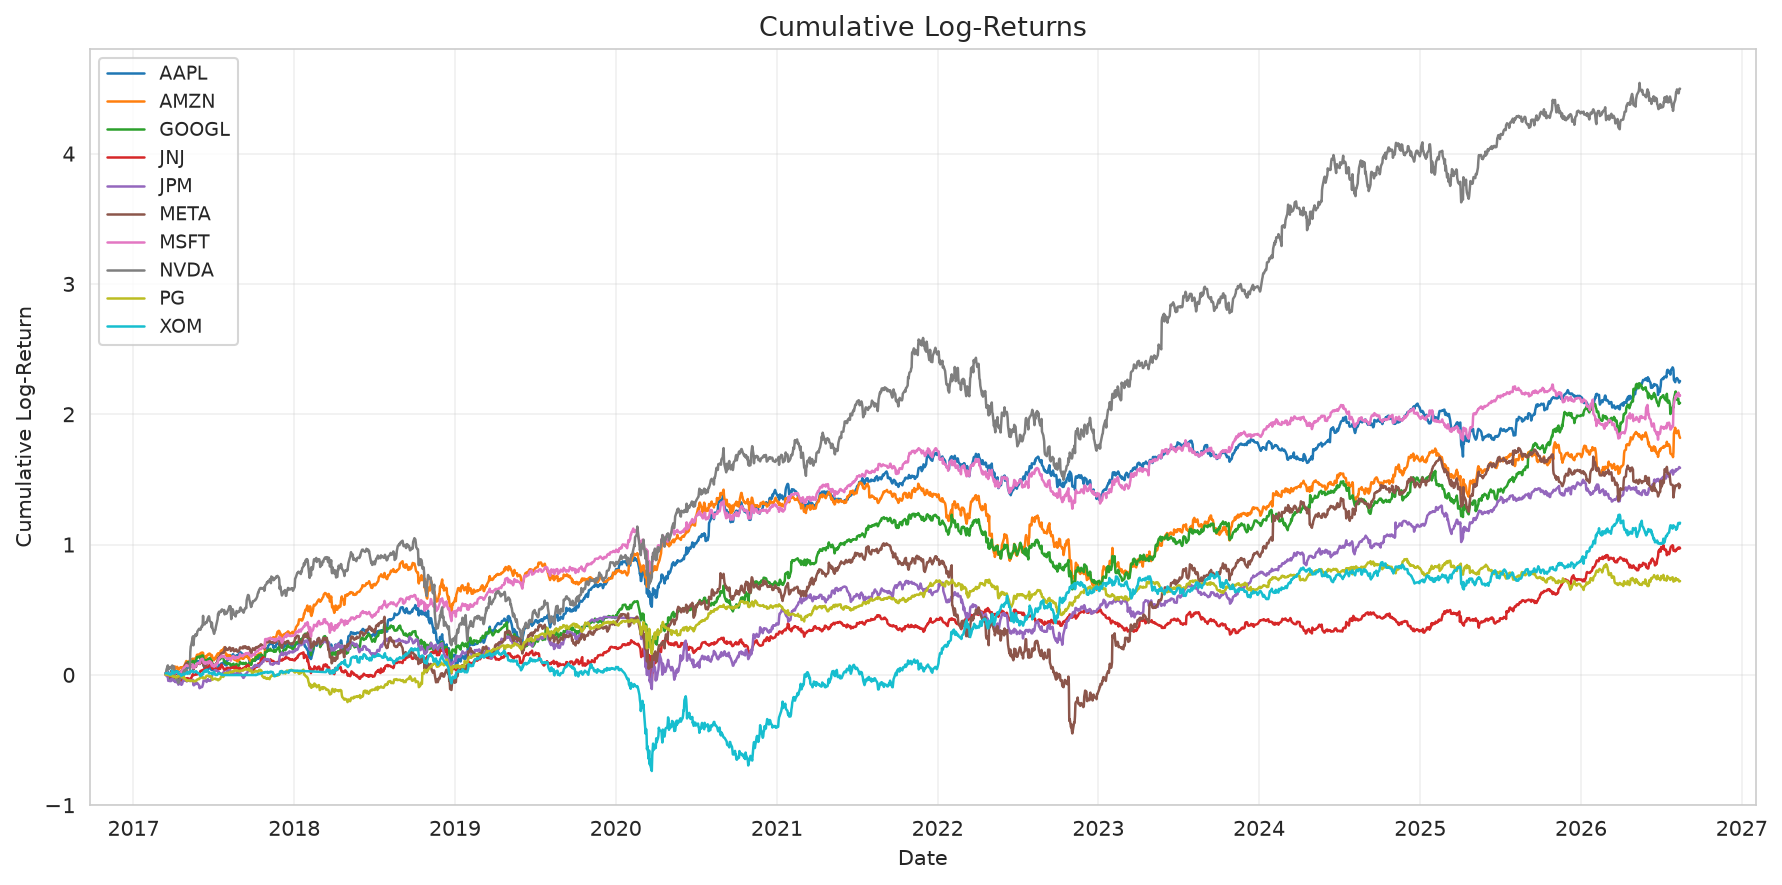 Cumulative Log-Returns
AAPL
AMZN
GOOGL
JNJ
JPM
META
MSFT
NVDA
PG
XOM
Cumulative Log-Return
4
3
2
1
0
−1
2017 2018 2019 2020 2021 2022 2023 2024 2025 2026 2027
Date